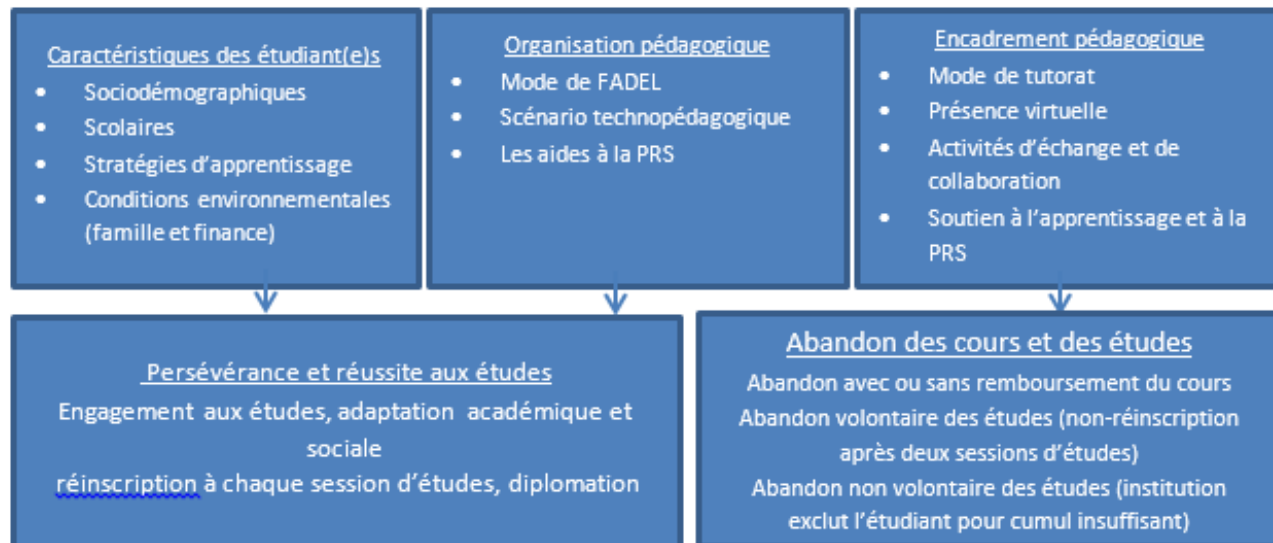 Caractéristiques des étudiant(e)s
• Sociodémographiques
• Scolaires
• Stratégies d'apprentissage
• Conditions environnementales
(famille et finance)
Organisation pédagogique
• Mode de FADEL
• Scénario technopédagogique
• Les aides à la PRS
Encadrement pédagogique
• Mode de tutorat
• Présence virtuelle
• Activités d'échange et de
collaboration
• Soutien à l'apprentissage et à la
PRS
Persévérance et réussite aux études
Engagement aux études, adaptation académique et
sociale
réinscription à chaque session d'études, diplomation
Abandon des cours et des études
Abandon avec ou sans remboursement du cours
Abandon volontaire des études (non-réinscription
après deux sessions d'études)
Abandon non volontaire des études (institution
exclut l'étudiant pour cumul insuffisant)